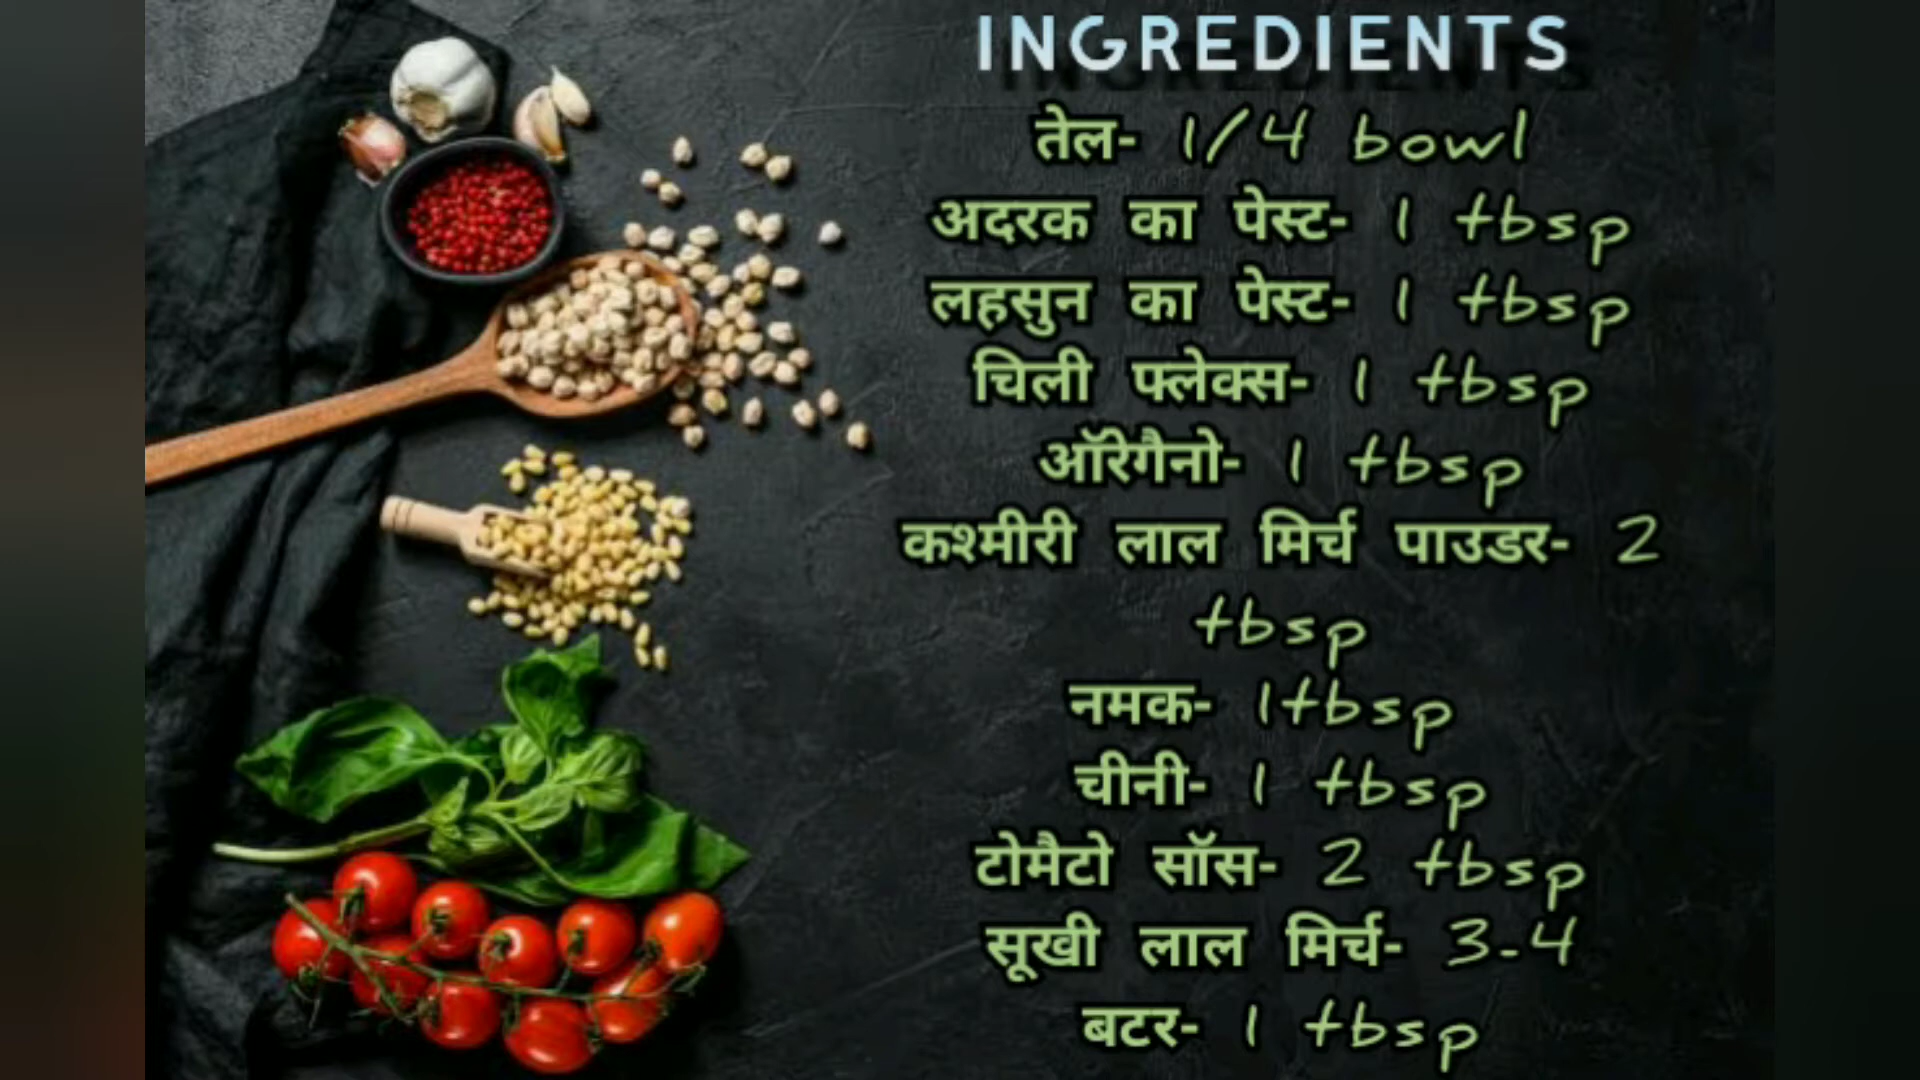 INGREDIENTS
तेल- 1/4 bowl
अदरक का पेस्ट- 1 tbsp
लहसुन का पेस्ट- 1 tbsp
चिली फ्लेक्स- 1 tbsp
ऑरेिगैनो- 1 tbsp
कश्मीरी लाल मिर्च पाउडर- 2
tbsp
नमक- 1tbsp
चीनी- 1 tbsp
टोमैटो सॉस- 2 tbsp
सूखी लाल मिर्च- 3-4
बटर- 1 tbsp